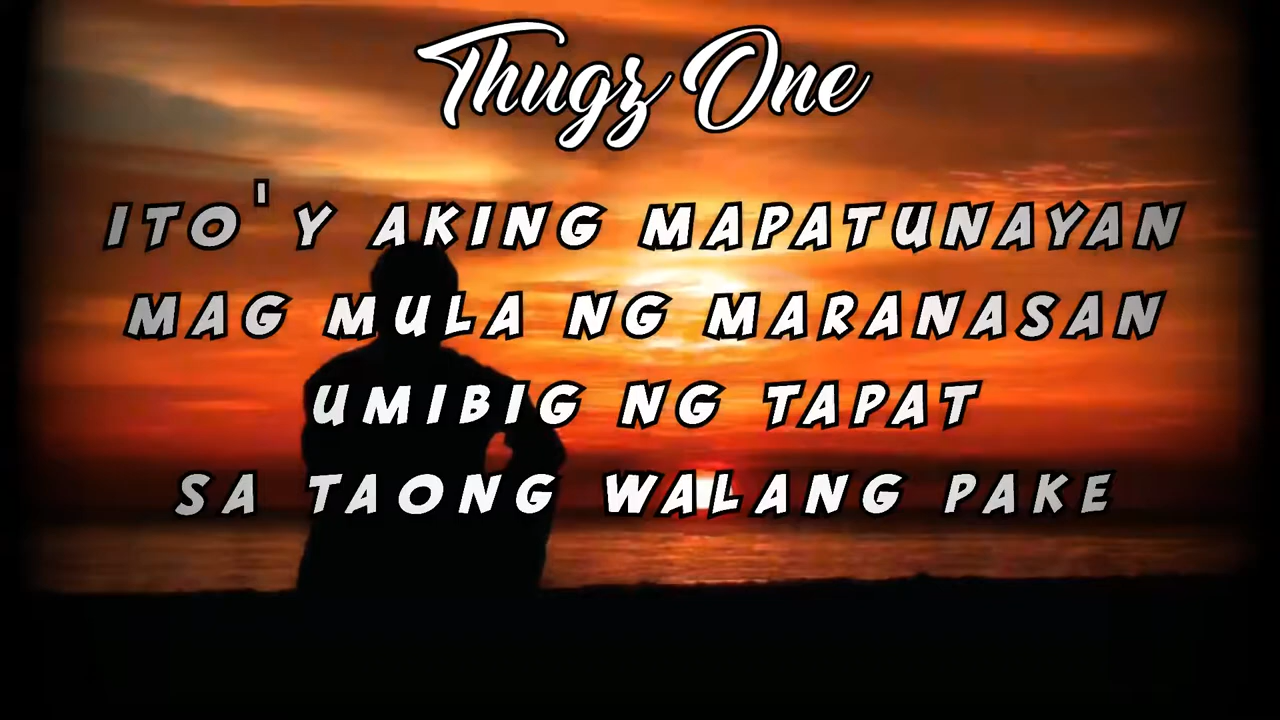 Thugz One
ITO'Y AKING MAPATUNAYAN
MAG MULA NG MARANASAN
UMIBIG NG TAPAT
SA TAONG WALANG PAKE